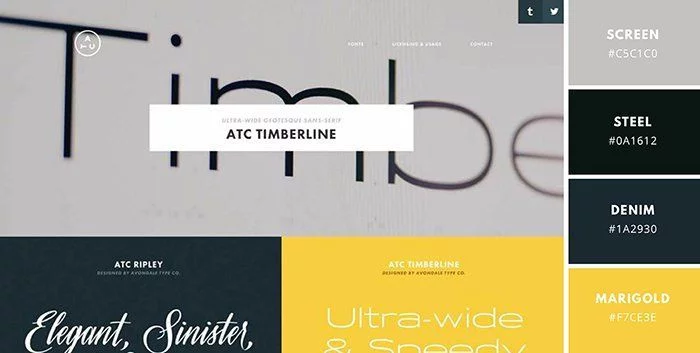 t
ATC
FONTS
LICENSING & USAGE
CONTACT
Timbe
ULTRA-WIDE GROTESQUE SANS-SERIF
ATC TIMBERLINE
ATC RIPLEY
DESIGNED BY AVONDALE TYPE CO.
Elegant, Sinister,
ATC TIMBERLINE
DESIGNED BY AVONDALE TYPE CO.
Ultra-wide
& Speedy
SCREEN
#C5C1C0
STEEL
#0A1612
DENIM
#1A2930
MARIGOLD
#F7CE3E